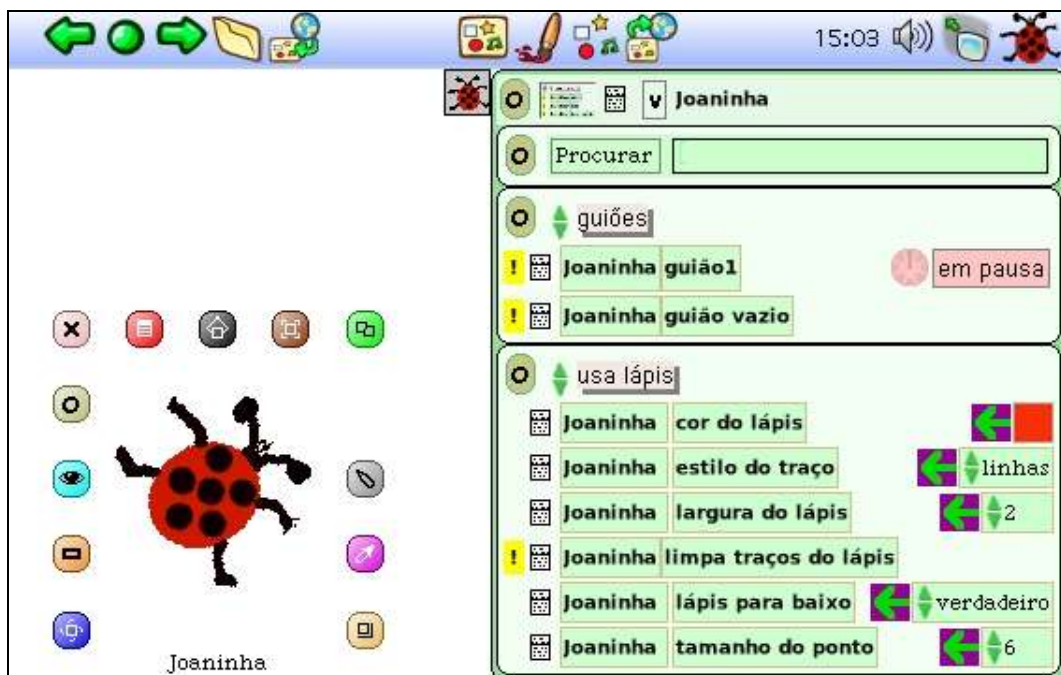 15:03
v Joaninha
Procurar
guiões
! Joaninha guião1 em pausa
! Joaninha guião vazio
usa lápis
Joaninha cor do lápis
Joaninha estilo do traço linhas
Joaninha largura do lápis 2
! Joaninha limpa traços do lápis
Joaninha lápis para baixo verdadeiro
Joaninha tamanho do ponto 6
Joaninha